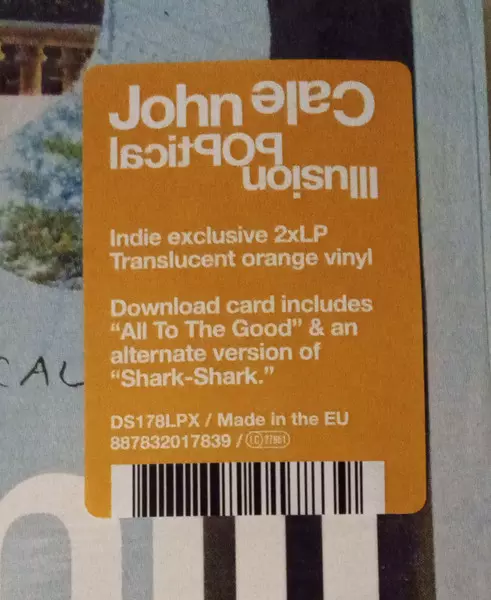 John Cale
POptical
Illusion
Indie exclusive 2xLP
Translucent orange vinyl
Download card includes
“All To The Good” & an
alternate version of
“Shark-Shark.”
CAL
DS178LPX / Made in the EU
887832017839 / LC